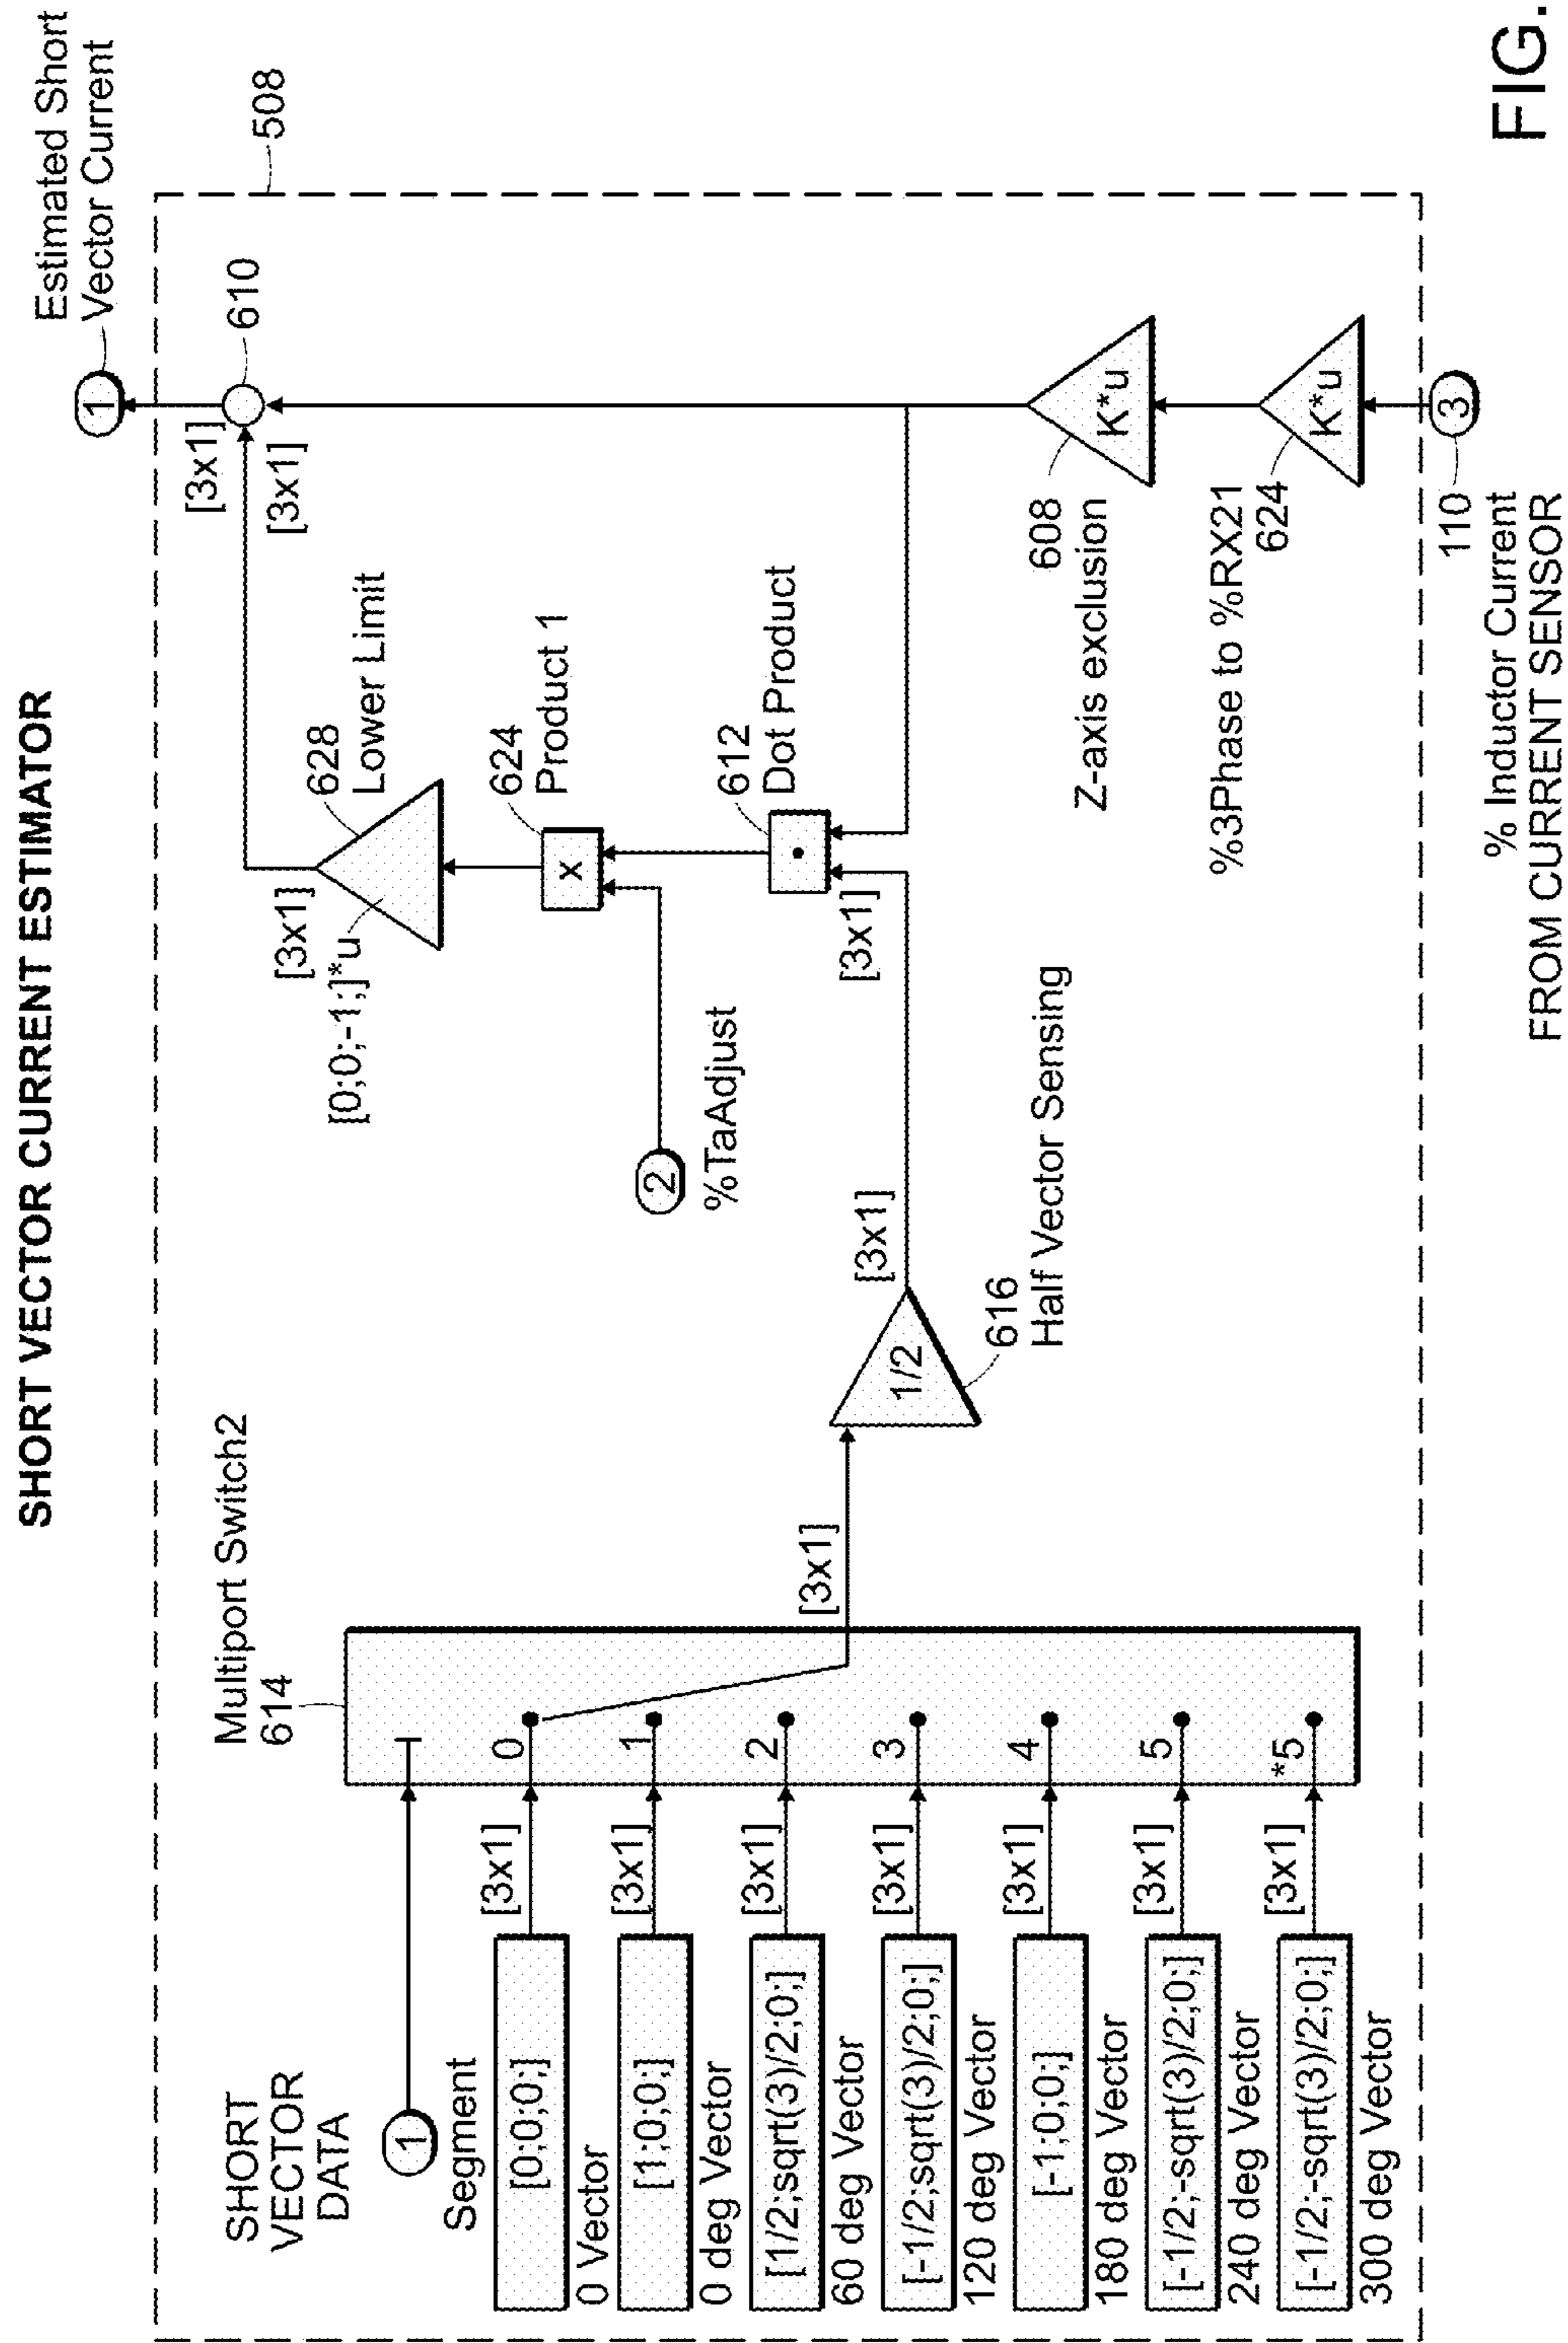 SHORT VECTOR CURRENT ESTIMATOR
SHORT
VECTOR
DATA
1
Segment
[0;0;0;]
0 Vector
[1;0;0;]
0 deg Vector
[1/2;sqrt(3)/2;0;]
60 deg Vector
[-1/2;sqrt(3)/2;0;]
120 deg Vector
[-1;0;0;]
180 deg Vector
[-1/2;-sqrt(3)/2;0;]
240 deg Vector
[-1/2;-sqrt(3)/2;0;]
300 deg Vector
[3x1]
[3x1]
[3x1]
[3x1]
[3x1]
[3x1]
[3x1]
Multiport Switch2
614
0
1
2
3
4
5
*5
[3x1]
1/2
616
Half Vector Sensing
[3x1]
2
%TaAdjust
[3x1]
[0;0;-1;]*u
628
Lower Limit
x
624
Product 1
612
Dot Product
[3x1]
[3x1]
[3x1]
610
1
Estimated Short
Vector Current
508
K*u
608
Z-axis exclusion
K*u
%3Phase to %RX21
624
3
110
% Inductor Current
FROM CURRENT SENSOR
FIG.